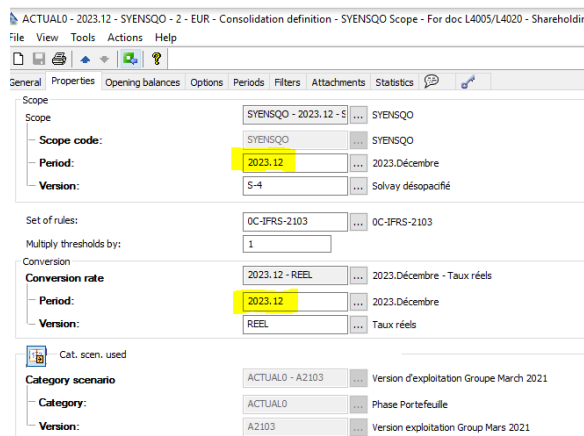 ACTUAL0 - 2023.12 - SYENSQO - 2 - EUR - Consolidation definition - SYENSQO Scope - For doc L4005/L4020 - Shareholdin
File View Tools Actions Help
General Properties Opening balances Options Periods Filters Attachments Statistics
Scope
Scope SYENSQO - 2023.12 - S ... SYENSQO
Scope code: SYENSQO ... SYENSQO
Period: 2023.12 ... 2023.Décembre
Version: S-4 ... Solvay désopacifié
Set of rules: 0C-IFRS-2103 ... 0C-IFRS-2103
Multiply thresholds by: 1
Conversion
Conversion rate 2023.12 - REEL ... 2023.Décembre - Taux réels
Period: 2023.12 ... 2023.Décembre
Version: REEL ... Taux réels
Cat. scen. used
Category scenario ACTUAL0 - A2103 ... Version d'exploitation Groupe March 2021
Category: ACTUAL0 ... Phase Portefeuille
Version: A2103 ... Version exploitation Group Mars 2021